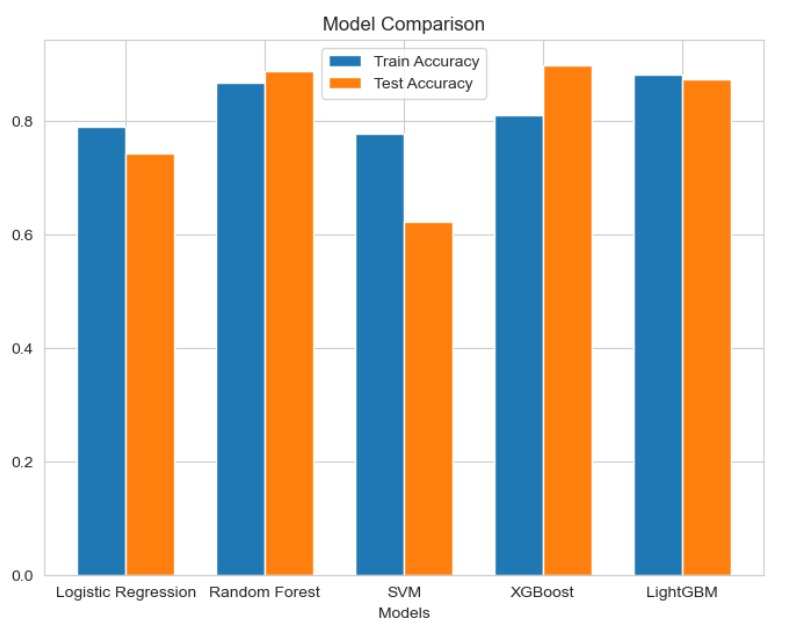 Model Comparison
Train Accuracy
Test Accuracy
0.8
0.6
0.4
0.2
0.0
Logistic Regression Random Forest SVM XGBoost LightGBM
Models